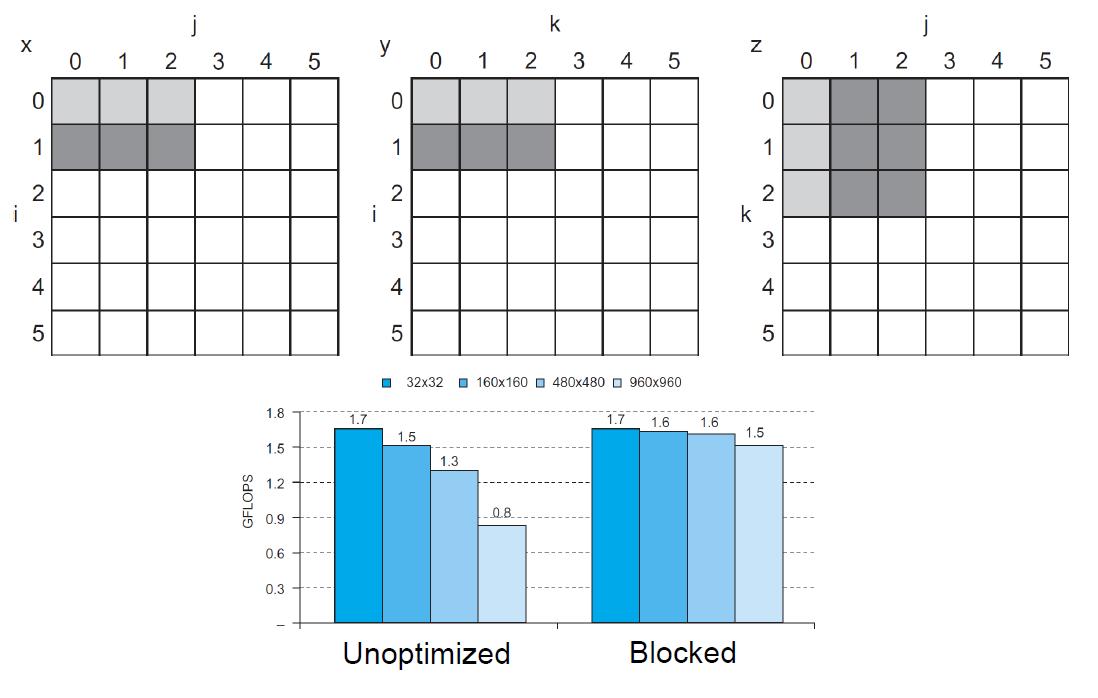 j k j
x y z
0 1 2 3 4 5 0 1 2 3 4 5 0 1 2 3 4 5
0 0 0
1 1 1
2 2 2
i i k
3 3 3
4 4 4
5 5 5
32x32 160x160 480x480 960x960
1.8
1.7 1.5 1.3 0.8 1.7 1.6 1.6 1.5
1.5
1.2
GFLOPS
0.9
0.6
0.3
–
Unoptimized Blocked